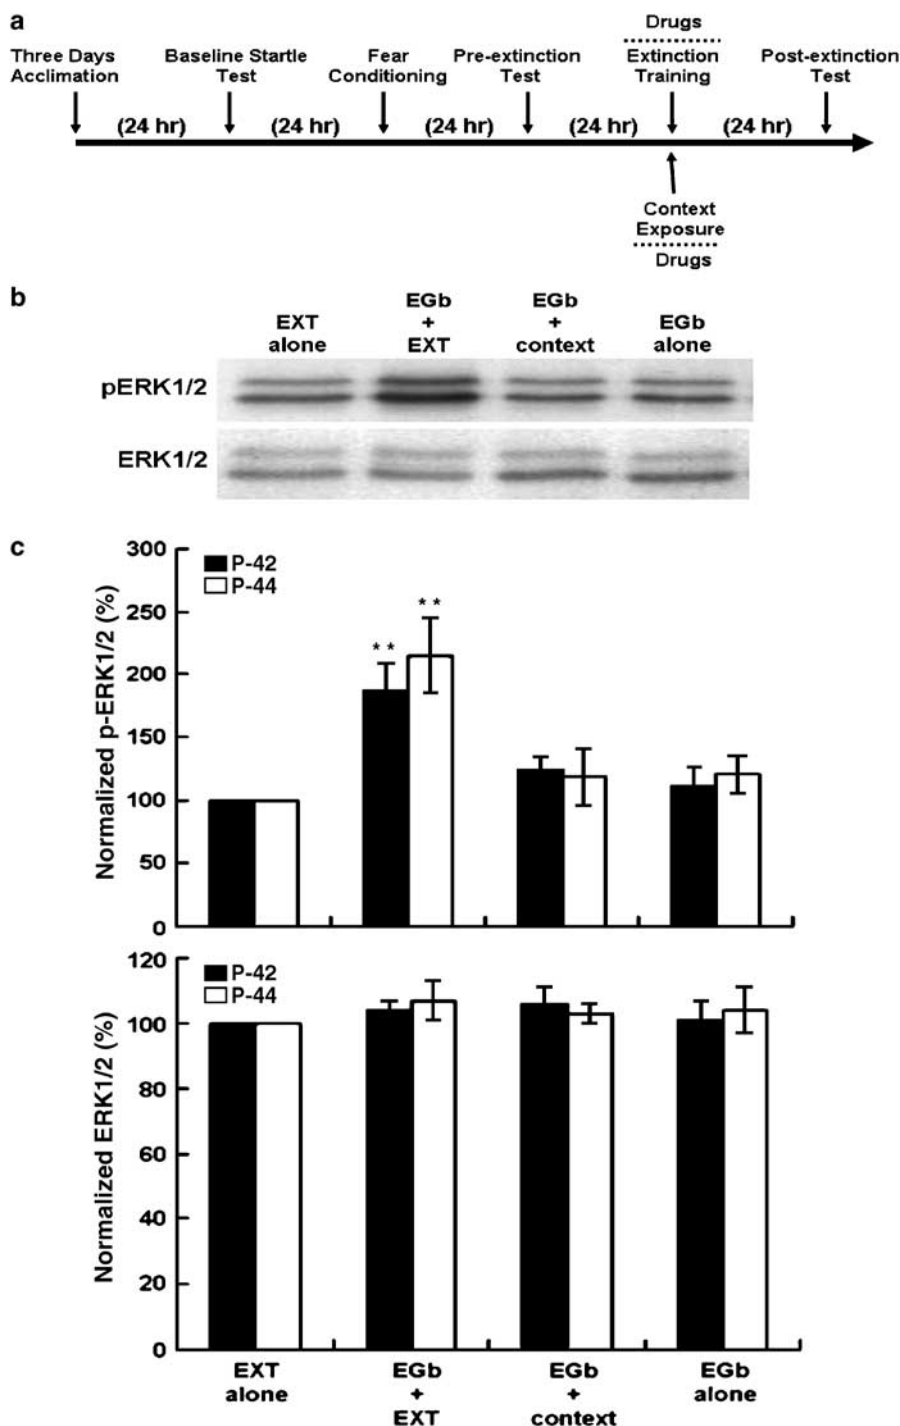 a
Drugs
Three Days Baseline Startle Fear Pre-extinction Extinction Post-extinction
Acclimation Test Conditioning Test Training Test
(24 hr) (24 hr) (24 hr) (24 hr) (24 hr)
Context
Exposure
Drugs
b
EGb EGb
EXT + + EGb
alone EXT context alone
pERK1/2
ERK1/2
c
Normalized p-ERK1/2 (%)
300
250
200
150
100
50
0
P-42
P-44
** **
Normalized ERK1/2 (%)
120
100
80
60
40
20
0
P-42
P-44
EXT EGb EGb EGb
alone + + alone
EXT context